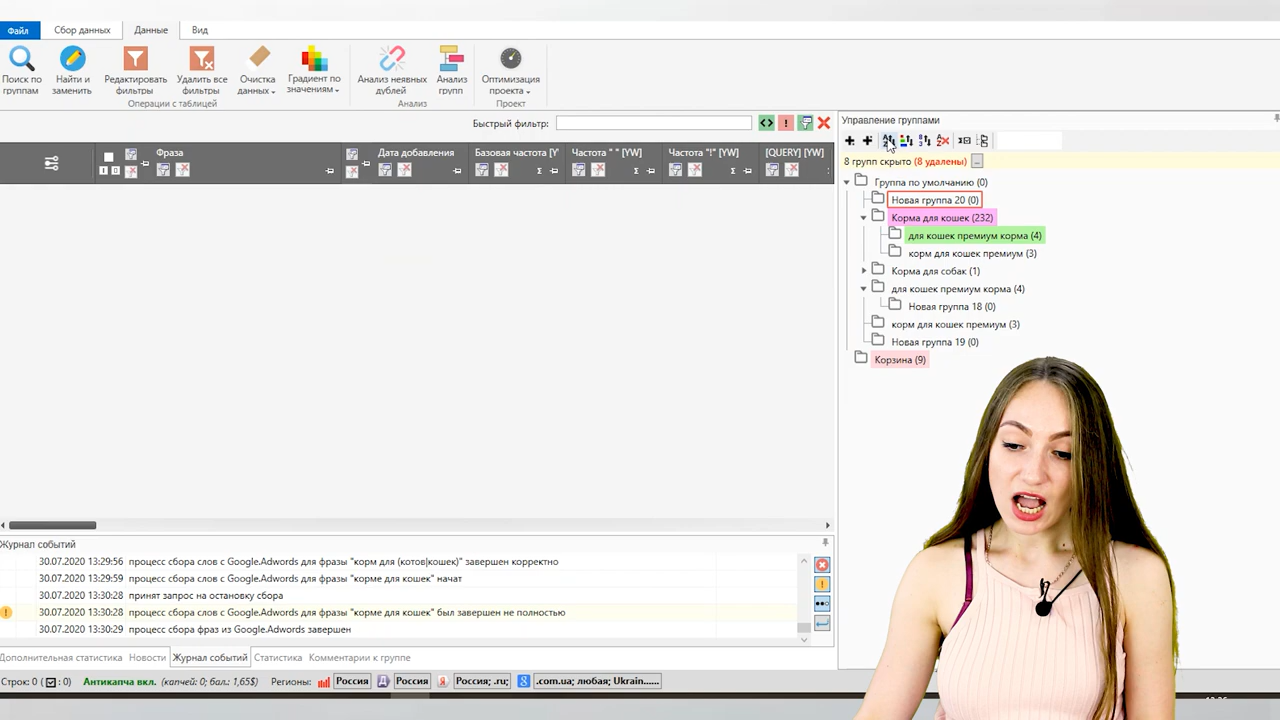 Файл Сбор данных Данные Вид
Поиск по группам Найти и заменить Редактировать фильтры Удалить все фильтры Очистка данных Градиент по значениям Анализ неявных дублей Анализ групп Оптимизация проекта
Операции с таблицей Анализ Проект
Быстрый фильтр:
Фраза Дата добавления Базовая частота [Y Частота " " [YW] Частота "!" [YW] [QUERY] [YW]
Управление группами
8 групп скрыто (8 удалены) ...
Группа по умолчанию (0)
Новая группа 20 (0)
Корма для кошек (232)
для кошек премиум корма (4)
корм для кошек премиум (3)
Корма для собак (1)
для кошек премиум корма (4)
Новая группа 18 (0)
корм для кошек премиум (3)
Новая группа 19 (0)
Корзина (9)
Журнал событий
30.07.2020 13:29:56 процесс сбора слов с Google.Adwords для фразы "корм для (котов|кошек)" завершен корректно
30.07.2020 13:29:59 процесс сбора слов с Google.Adwords для фразы "корме для кошек" начат
30.07.2020 13:30:28 принят запрос на остановку сбора
30.07.2020 13:30:28 процесс сбора слов с Google.Adwords для фразы "корме для кошек" был завершен не полностью
30.07.2020 13:30:29 процесс сбора фраз из Google.Adwords завершен
Дополнительная статистика Новости Журнал событий Статистика Комментарии к группе
Строк: 0 ( : 0) Антикапча вкл. (капчей: 0; бал.: 1,65$) Регионы: Россия Россия Россия; .ru; .com.ua; любая; Ukrain......